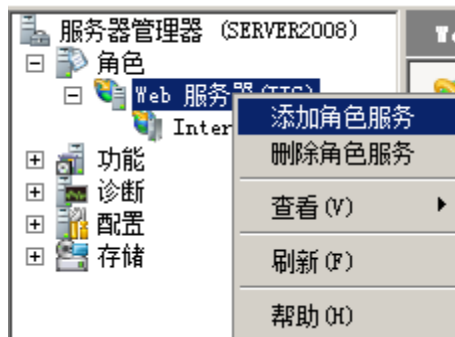 服务器管理器 (SERVER2008)
角色
Web 服务器(IIS)
Inter
功能
诊断
配置
存储
添加角色服务
删除角色服务
查看(V)
刷新(F)
帮助(H)